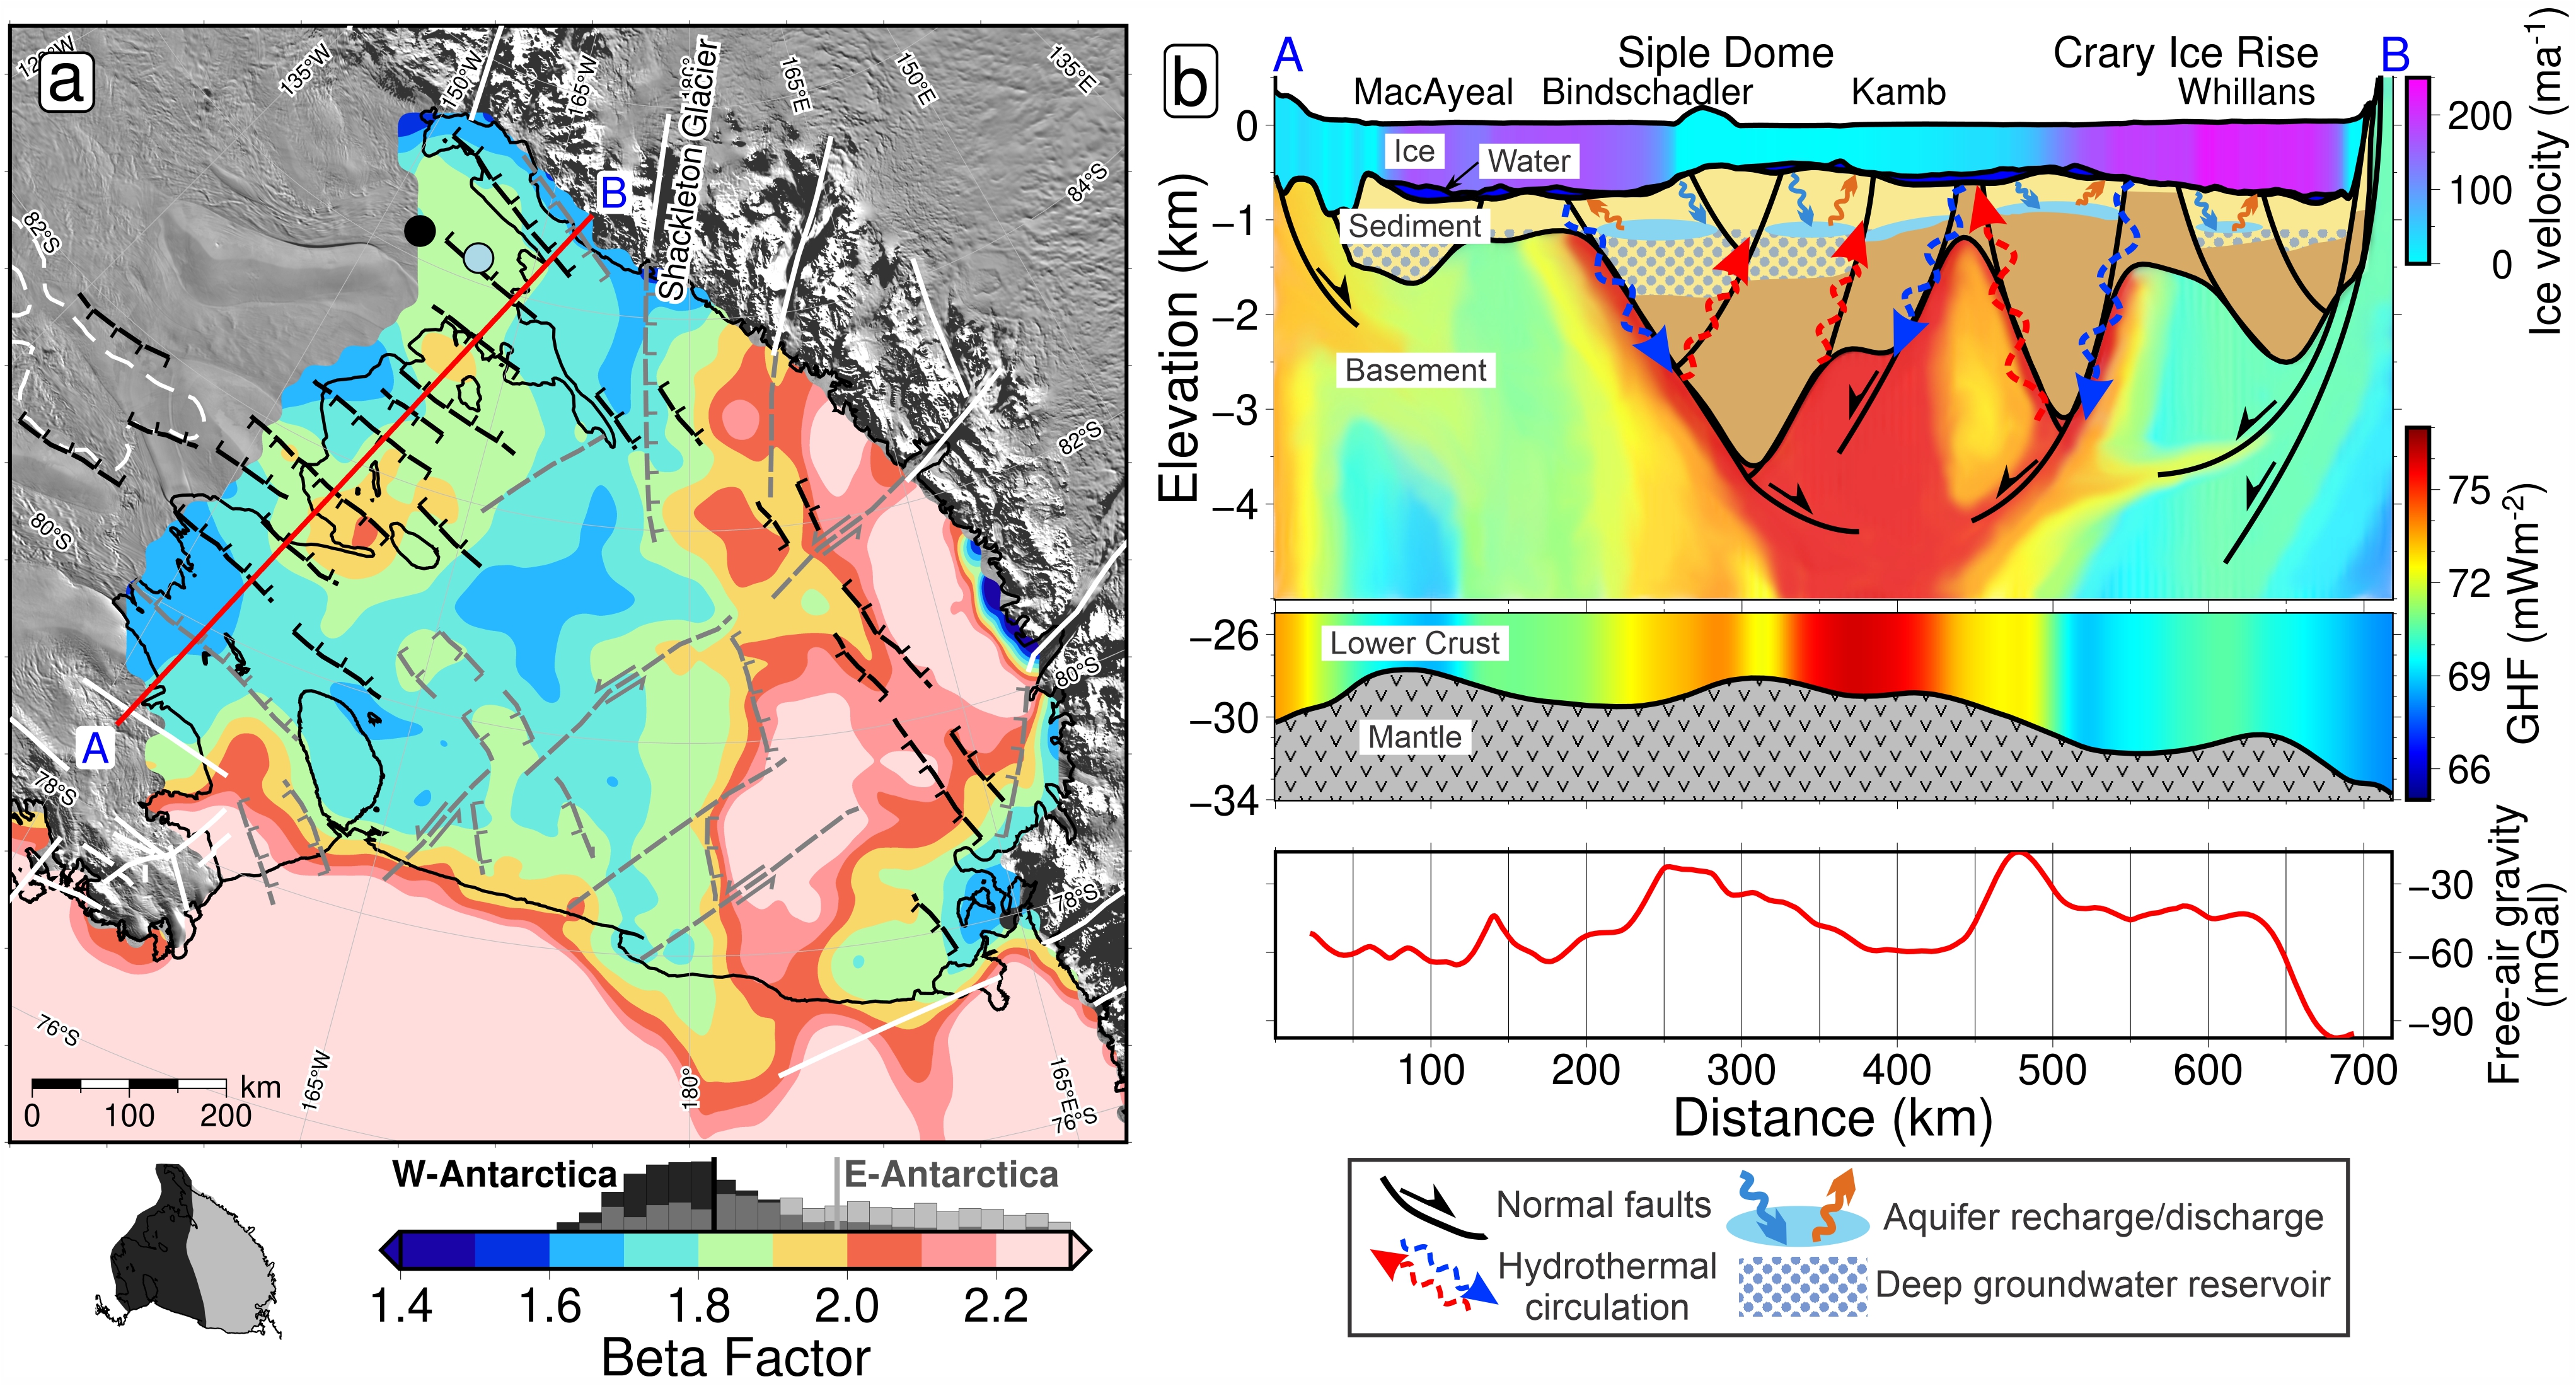 a
120°W
135°W
150°W
165°W
180°
165°E
150°E
135°E
84°S
82°S
82°S
80°S
80°S
78°S
78°S
76°S
76°S
165°W
180°
165°E
Shackleton Glacier
A
B
km
0 100 200
W-Antarctica
E-Antarctica
1.4 1.6 1.8 2.0 2.2
Beta Factor
b
A
Siple Dome
Crary Ice Rise
B
MacAyeal
Bindschadler
Kamb
Whillans
Ice
Water
Sediment
Basement
Lower Crust
Mantle
Elevation (km)
0
−1
−2
−3
−4
−26
−30
−34
Ice velocity (ma⁻¹)
200
100
0
GHF (mWm⁻²)
75
72
69
66
Free-air gravity
(mGal)
−30
−60
−90
100 200 300 400 500 600 700
Distance (km)
Normal faults
Aquifer recharge/discharge
Hydrothermal
circulation
Deep groundwater reservoir